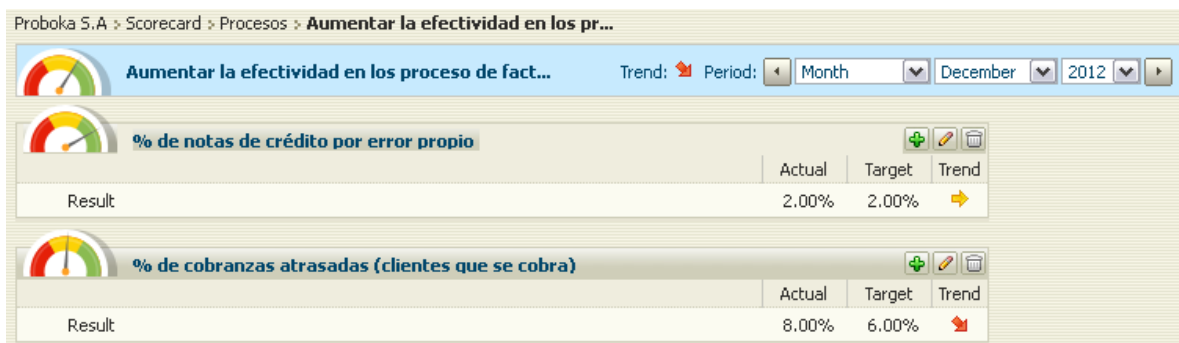 Proboka S.A > Scorecard > Procesos > Aumentar la efectividad en los pr...
Aumentar la efectividad en los proceso de fact... Trend: Period: Month December 2012
% de notas de crédito por error propio
Actual Target Trend
Result 2.00% 2.00%
% de cobranzas atrasadas (clientes que se cobra)
Actual Target Trend
Result 8.00% 6.00%